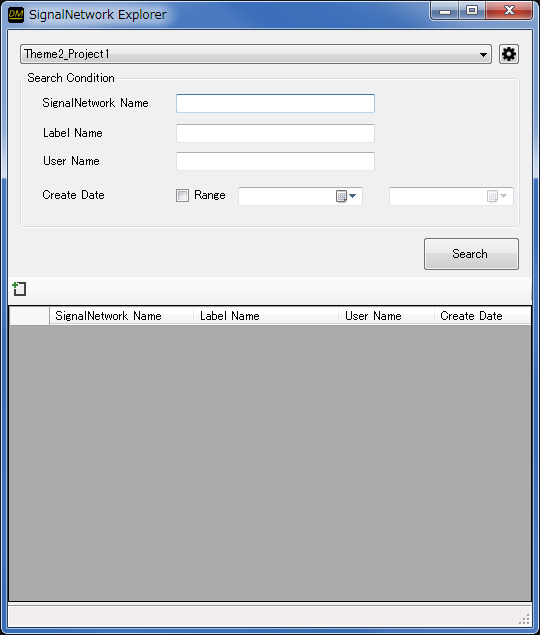 DM SignalNetwork Explorer
Theme2_Project1
Search Condition
SignalNetwork Name
Label Name
User Name
Create Date Range
Search
SignalNetwork Name Label Name User Name Create Date